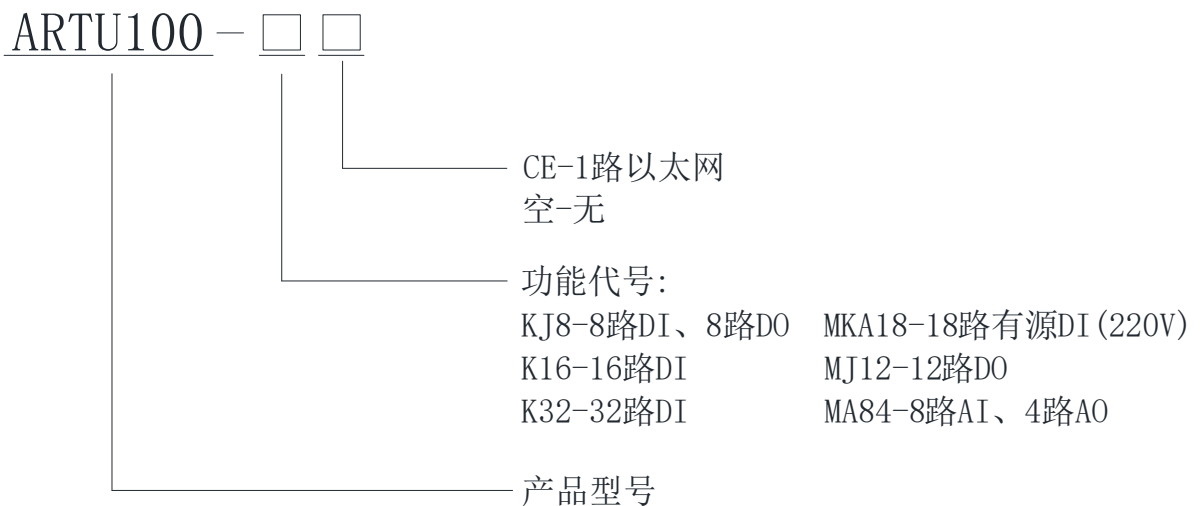 ARTU100-□□
CE-1路以太网
空-无
功能代号:
KJ8-8路DI、8路DO MKA18-18路有源DI(220V)
K16-16路DI MJ12-12路DO
K32-32路DI MA84-8路AI、4路AO
产品型号